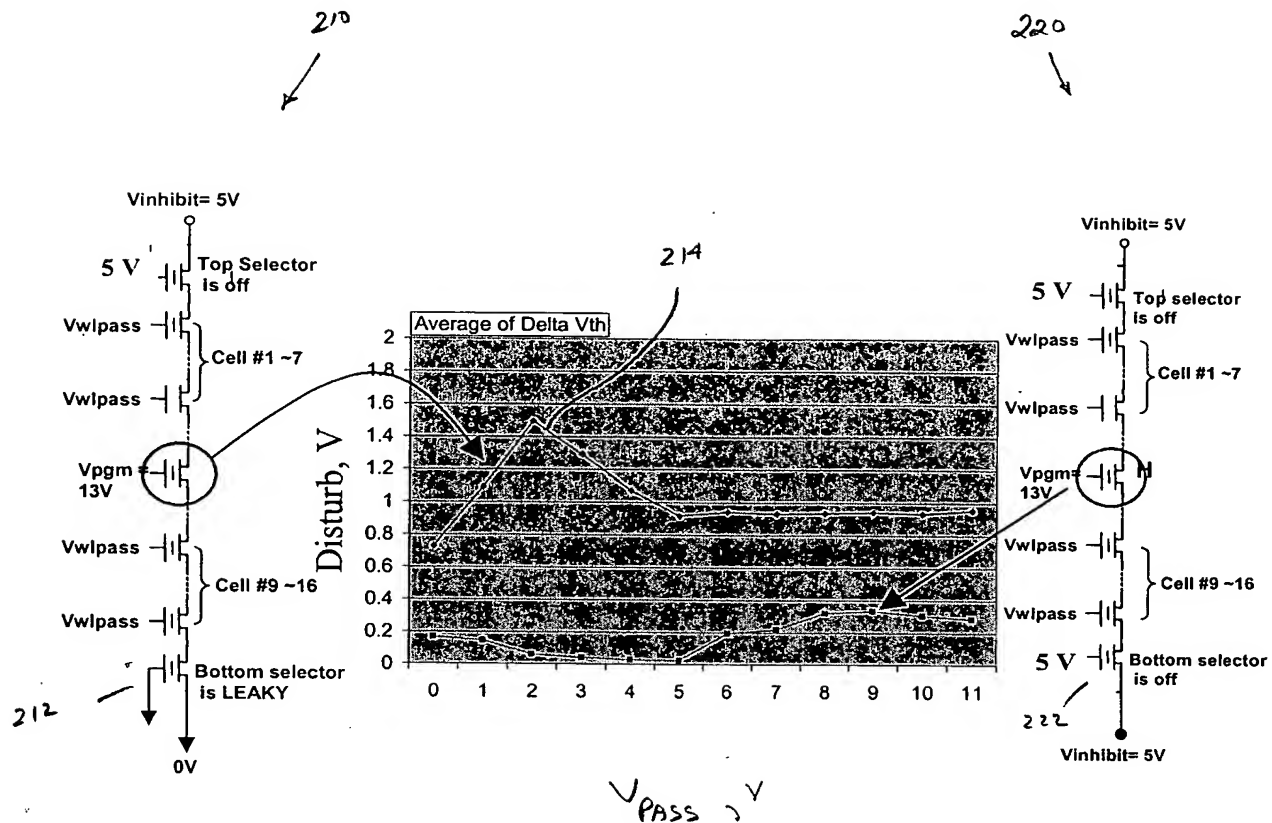 210
220
Vinhibit= 5V
5 V
Top Selector
is off
Vwlpass
Cell #1 ~7
Vwlpass
Vpgm =
13V
Vwlpass
Cell #9 ~16
Vwlpass
Bottom selector
is LEAKY
212
0V
214
Average of Delta Vth
Disturb, V
2
1.8
1.6
1.4
1.2
1
0.8
0.6
0.4
0.2
0
0 1 2 3 4 5 6 7 8 9 10 11
VPASS , V
Vinhibit= 5V
5 V
Top selector
is off
Vwlpass
Cell #1 ~7
Vwlpass
Vpgm=
13V
Vwlpass
Cell #9 ~16
Vwlpass
5 V
Bottom selector
is off
222
Vinhibit= 5V